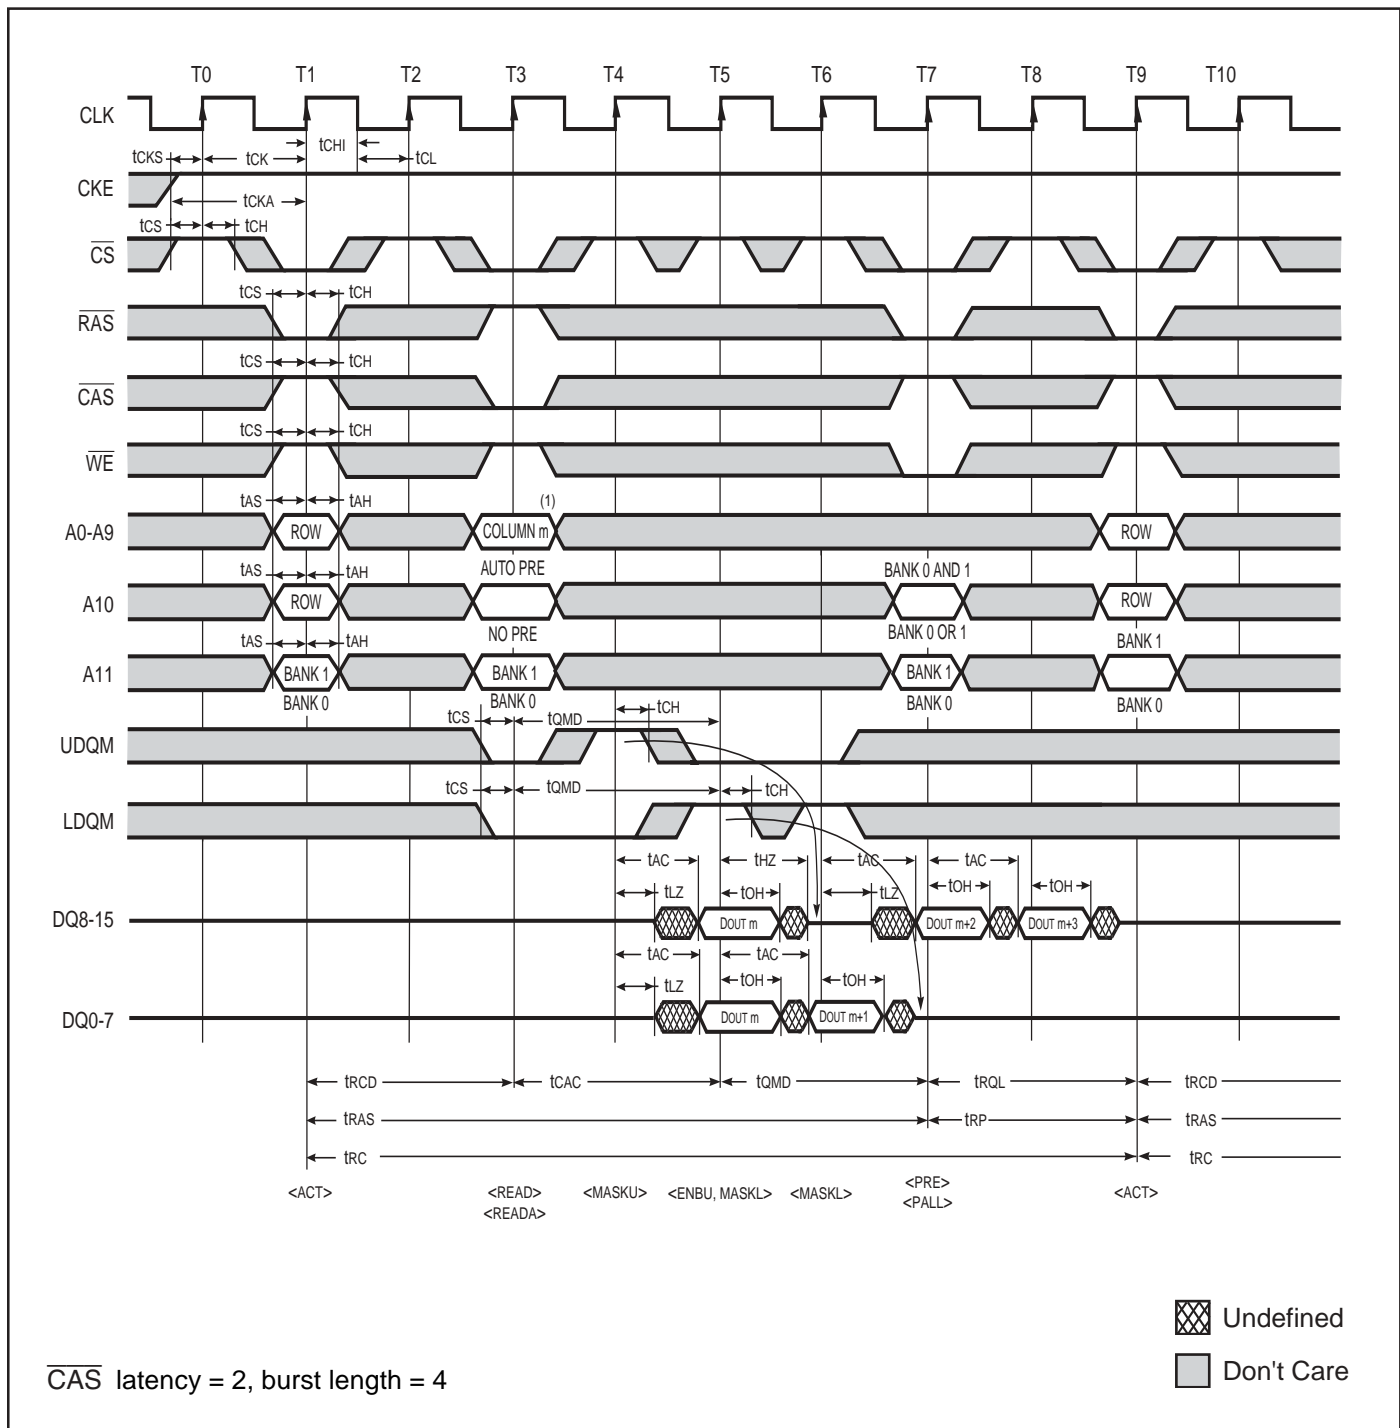 T0 T1 T2 T3 T4 T5 T6 T7 T8 T9 T10
CLK
tCHI
tCKS tCK tCL
CKE
tCKA
tCS tCH
CS
tCS tCH
RAS
tCS tCH
CAS
tCS tCH
WE
tAS tAH (1)
A0-A9 ROW COLUMN m ROW
tAS tAH AUTO PRE BANK 0 AND 1
A10 ROW ROW
tAS tAH NO PRE BANK 0 OR 1 BANK 1
A11 BANK 1 BANK 1 BANK 1
BANK 0 BANK 0 BANK 0 BANK 0
tCS tQMD tCH
UDQM
tCS tQMD tCH
LDQM
tAC tHZ tAC tAC
tLZ tOH tLZ tOH tOH
DQ8-15 DOUT m DOUT m+2 DOUT m+3
tAC tAC
tLZ tOH tOH
DQ0-7 DOUT m DOUT m+1
tRCD tCAC tQMD tRQL tRCD
tRAS tRP tRAS
tRC tRC
<ACT> <READ> <MASKU> <ENBU, MASKL> <MASKL> <PRE> <ACT>
<READA> <PALL>
Undefined
Don't Care
CAS latency = 2, burst length = 4